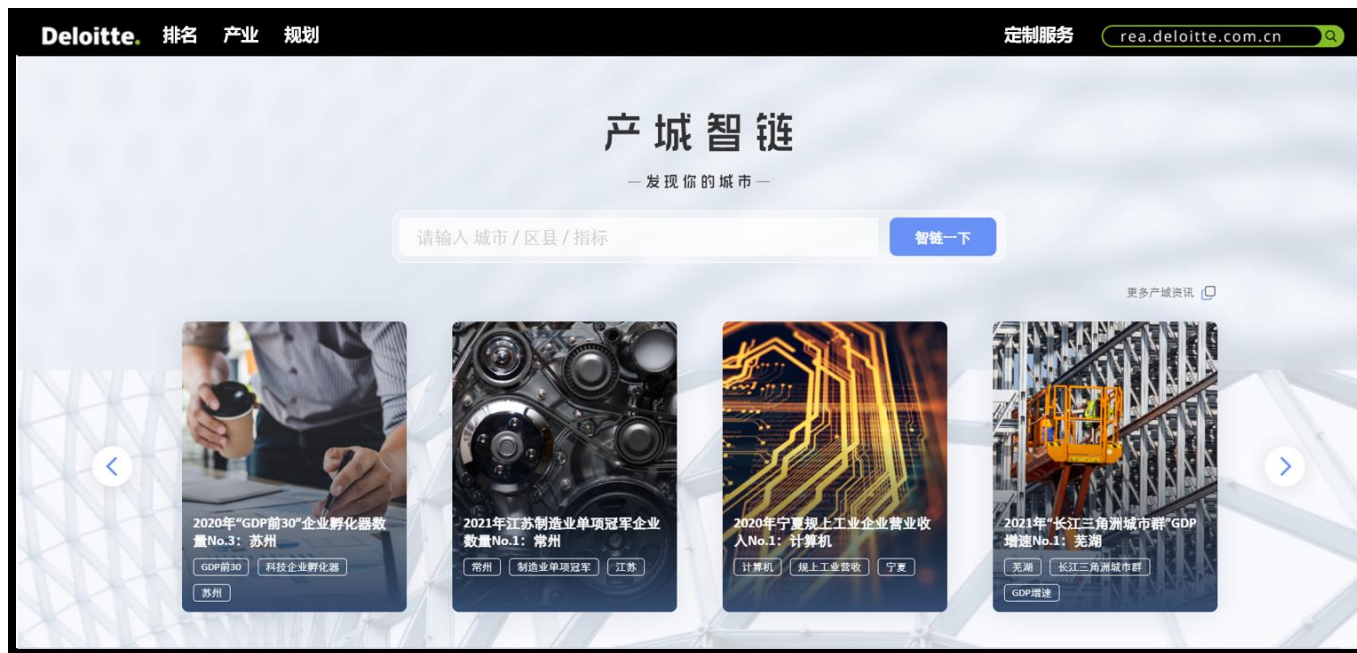 Deloitte. 排名 产业 规划 定制服务 rea.deloitte.com.cn
产城智链
—发现你的城市—
请输入 城市 / 区县 / 指标 智链一下
更多产城资讯
2020年“GDP前30”企业孵化器数
量No.3：苏州
GDP前30 科技企业孵化器
苏州
2021年江苏制造业单项冠军企业
数量No.1：常州
常州 制造业单项冠军 江苏
2020年宁夏规上工业企业营业收
入No.1：计算机
计算机 规上工业营收 宁夏
2021年“长江三角洲城市群”GDP
增速No.1：芜湖
芜湖 长江三角洲城市群
GDP增速